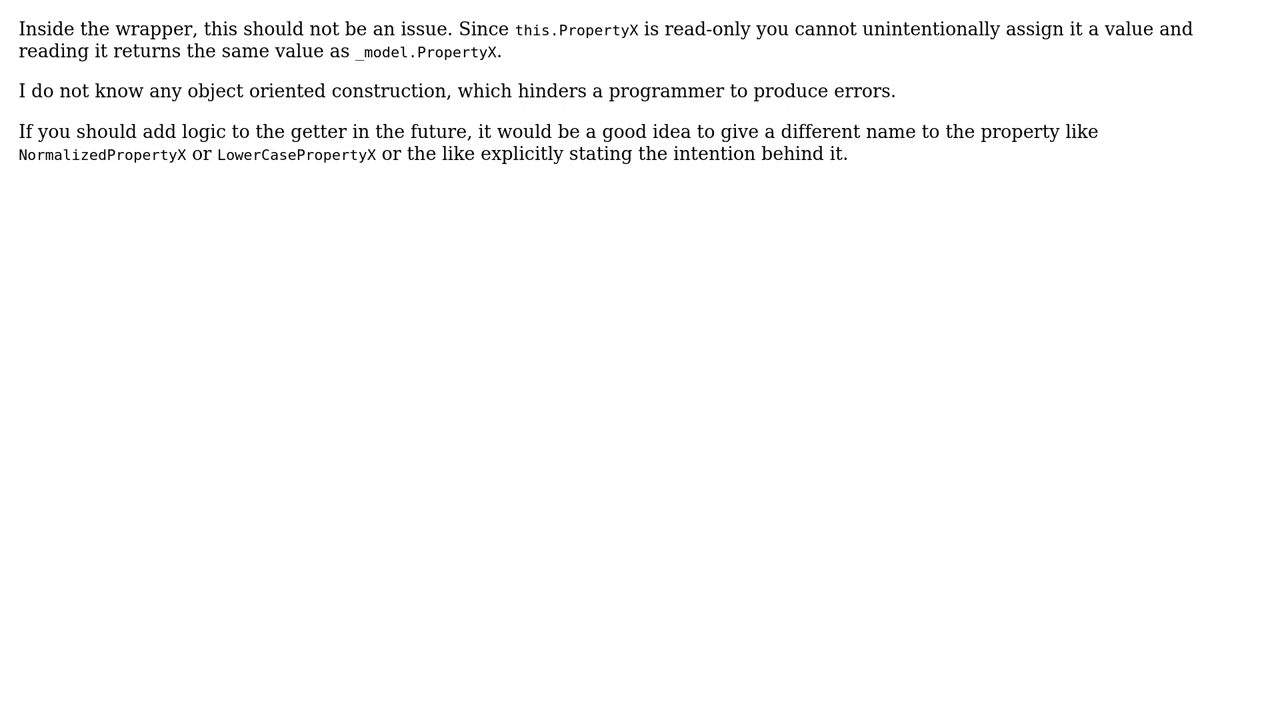 Inside the wrapper, this should not be an issue. Since this.PropertyX is read-only you cannot unintentionally assign it a value and
reading it returns the same value as _model.PropertyX.
I do not know any object oriented construction, which hinders a programmer to produce errors.
If you should add logic to the getter in the future, it would be a good idea to give a different name to the property like
NormalizedPropertyX or LowerCasePropertyX or the like explicitly stating the intention behind it.